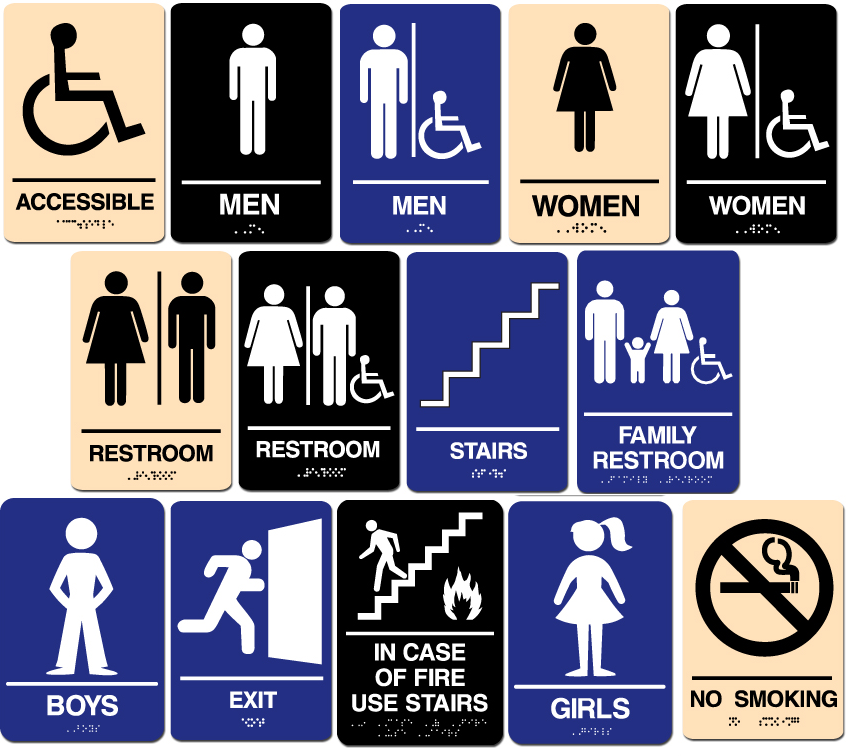 ACCESSIBLE
MEN
MEN
WOMEN
WOMEN
RESTROOM
RESTROOM
STAIRS
FAMILY
RESTROOM
BOYS
EXIT
IN CASE
OF FIRE
USE STAIRS
GIRLS
NO SMOKING